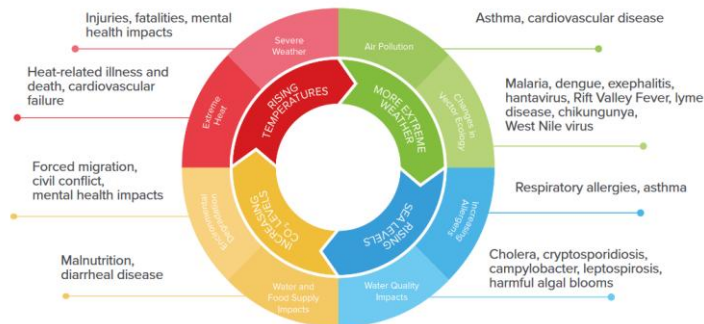 Injuries, fatalities, mental
health impacts
Asthma, cardiovascular disease
Severe
Weather
Air Pollution
Heat-related illness and
death, cardiovascular
failure
Extreme
Heat
RISING
TEMPERATURES
MORE EXTREME
WEATHER
Changes in
Vector Ecology
Malaria, dengue, exephalitis,
hantavirus, Rift Valley Fever, lyme
disease, chikungunya,
West Nile virus
Forced migration,
civil conflict,
mental health impacts
Environmental
Degradation
INCREASING
CO₂ LEVELS
RISING
SEA LEVELS
Increasing
Allergens
Respiratory allergies, asthma
Malnutrition,
diarrheal disease
Water and
Food Supply
Impacts
Water Quality
Impacts
Cholera, cryptosporidiosis,
campylobacter, leptospirosis,
harmful algal blooms